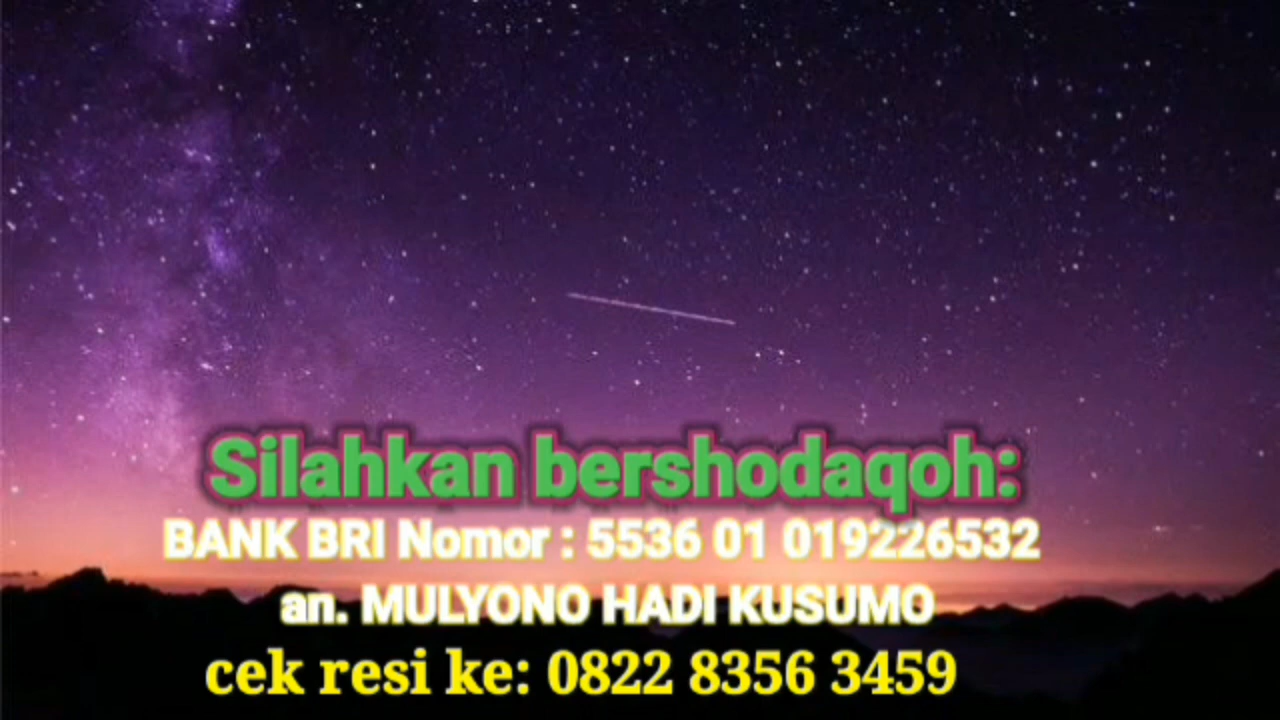 Silahkan bershodaqoh:
BANK BRI Nomor : 5536 01 019226532
an. MULYONO HADI KUSUMO
cek resi ke: 0822 8356 3459